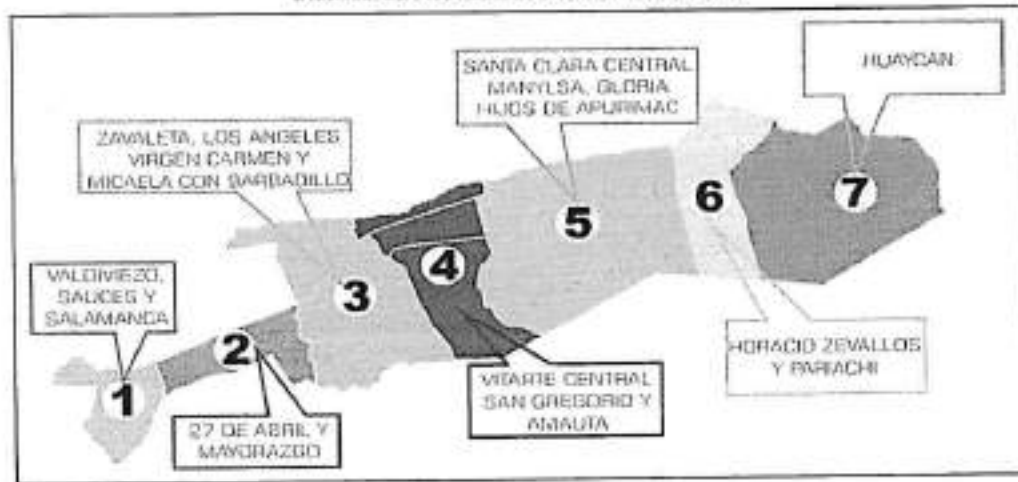 SANTA CLARA CENTRAL
MANYLSA, GLORIA
HIJOS DE APURIMAC
HUAYCAN
ZAVALETA, LOS ANGELES
VIRGEN CARMEN Y
MICAELA CON BARBADILLO
7
6
5
4
VALDIVIEZO,
SAUCES Y
SALAMANCA
3
2
HORACIO ZEVALLOS
Y PARIACHI
1
VITARTE CENTRAL
SAN GREGORIO Y
AMAUTA
27 DE ABRIL Y
MAYORAZGO